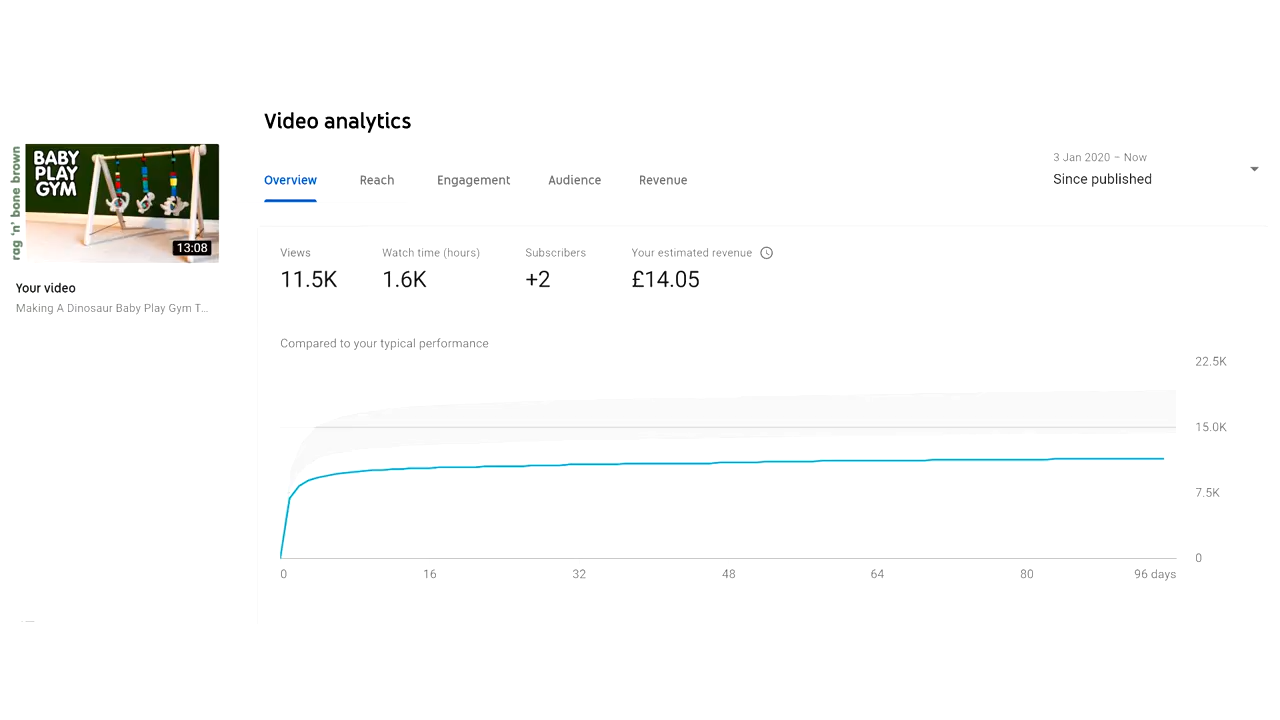 Video analytics
3 Jan 2020 – Now
Since published
Overview
Reach
Engagement
Audience
Revenue
rag 'n' bone brown
BABY
PLAY
GYM
13:08
Your video
Making A Dinosaur Baby Play Gym T...
Views
Watch time (hours)
Subscribers
Your estimated revenue
11.5K
1.6K
+2
£14.05
Compared to your typical performance
22.5K
15.0K
7.5K
0
0
16
32
48
64
80
96 days